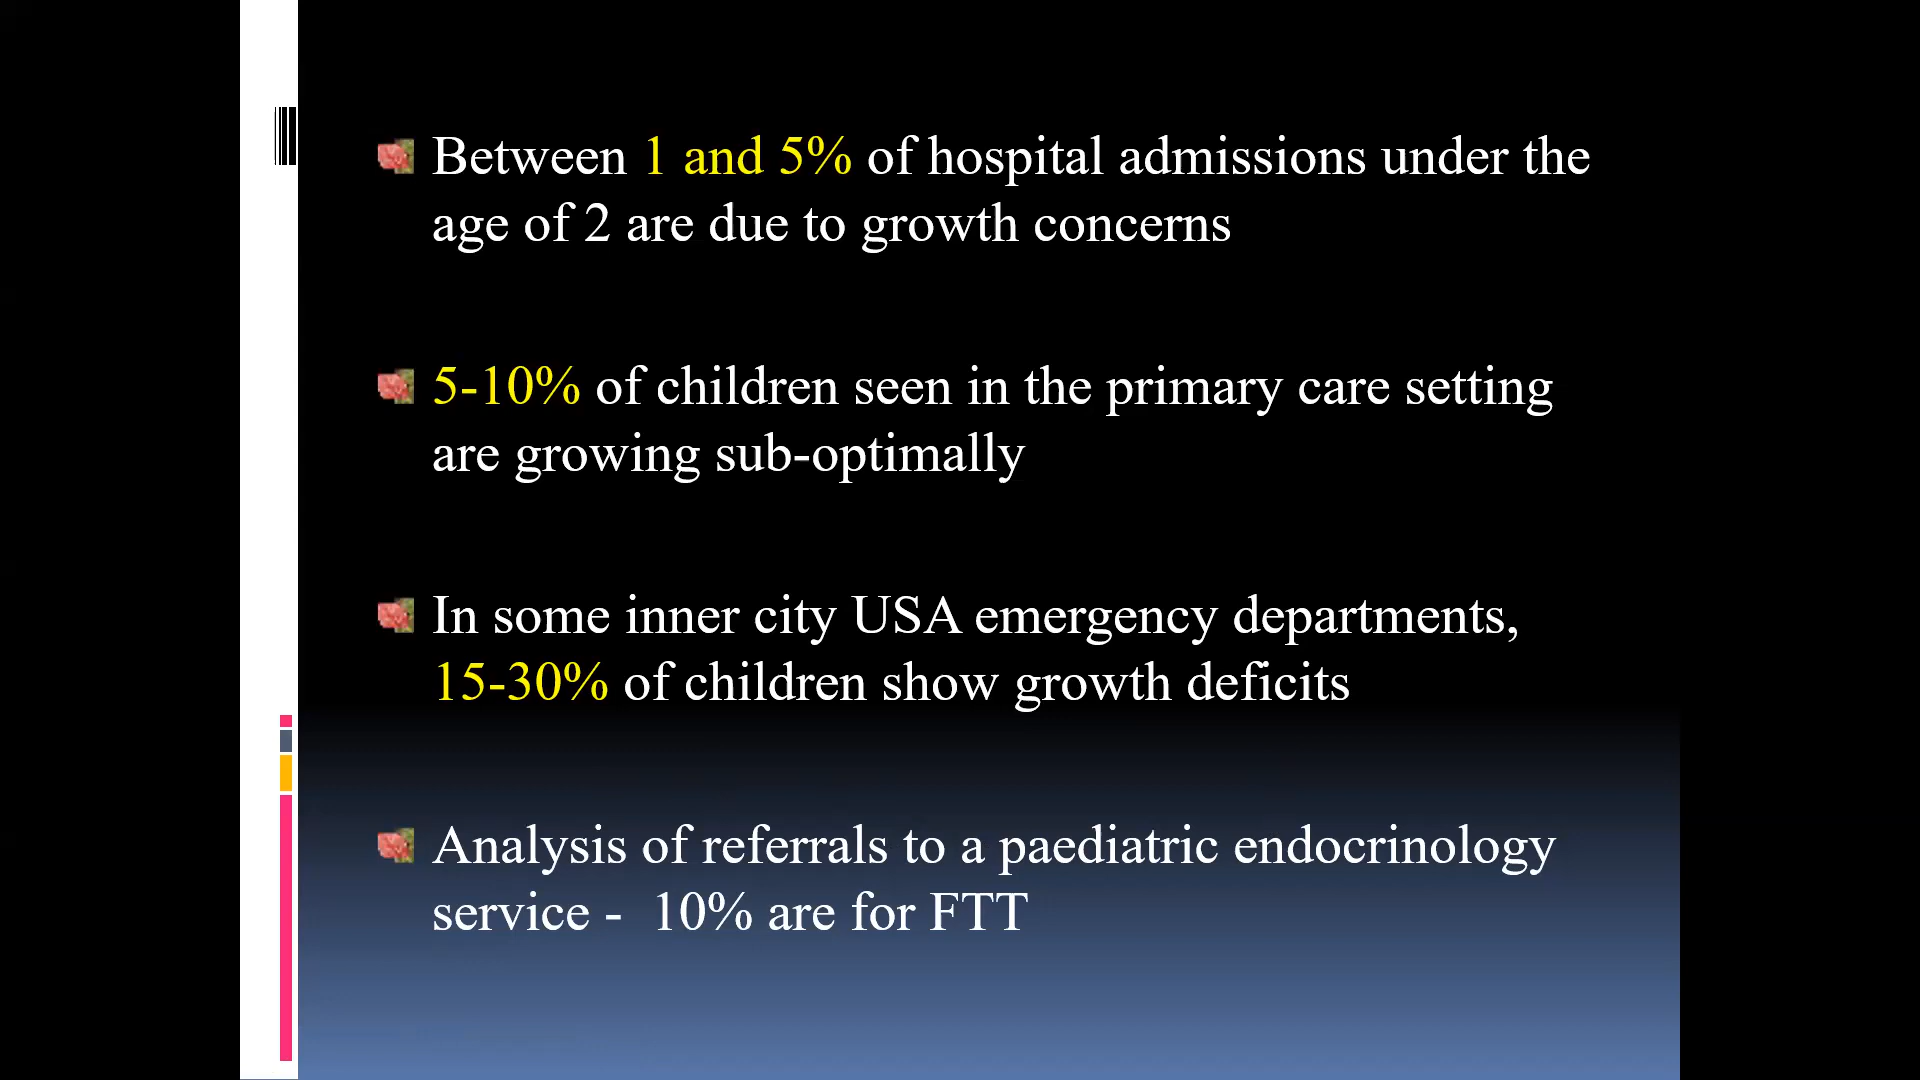 Between 1 and 5% of hospital admissions under the
age of 2 are due to growth concerns
5-10% of children seen in the primary care setting
are growing sub-optimally
In some inner city USA emergency departments,
15-30% of children show growth deficits
Analysis of referrals to a paediatric endocrinology
service - 10% are for FTT